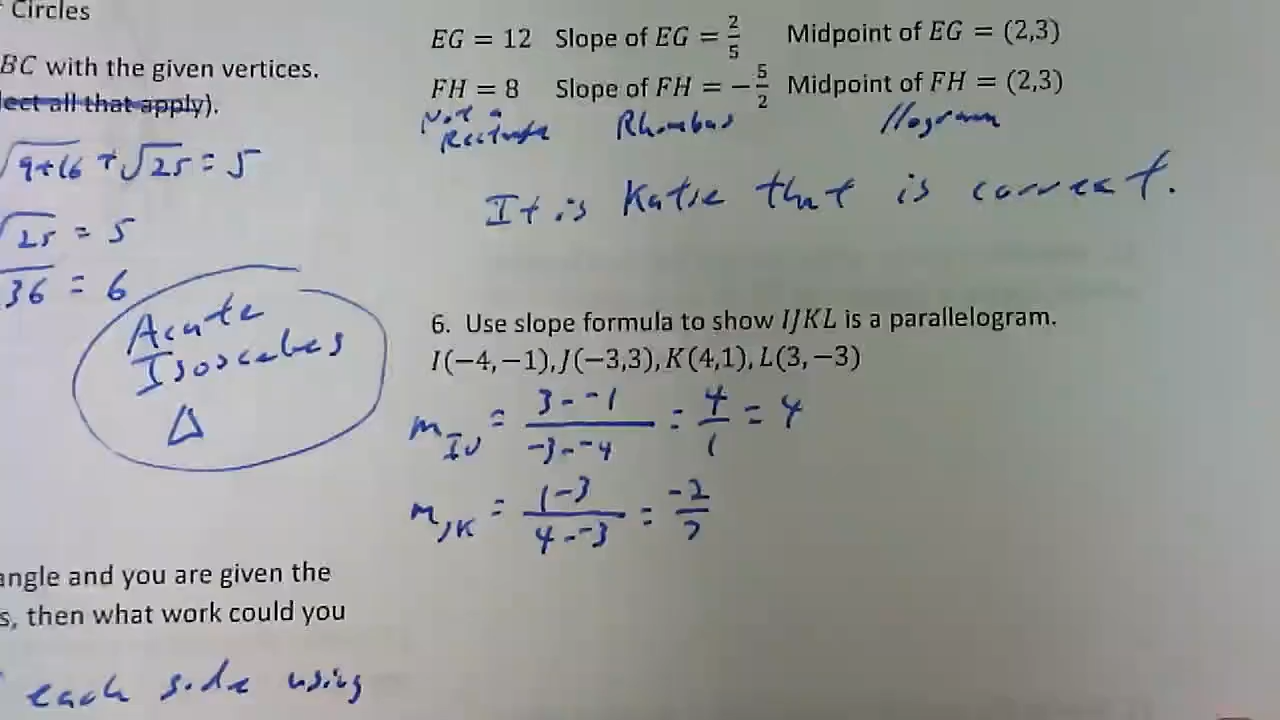 Circles
BC with the given vertices.
lect all that apply).
√9+16 + √25 = 5
√25 = 5
36 = 6
Acute
Isosceles
△
angle and you are given the
s, then what work could you
each side using
EG = 12 Slope of EG = 2/5 Midpoint of EG = (2,3)
FH = 8 Slope of FH = −5/2 Midpoint of FH = (2,3)
Not a Rhombus //ogram
Rectangle
It is Katie that is correct.
6. Use slope formula to show IJKL is a parallelogram.
I(−4, −1), J(−3,3), K(4,1), L(3, −3)
m IJ = 3 - -1 / -3 - -4 = 4/1 = 4
m JK = 1-3 / 4 - -3 = -2/7